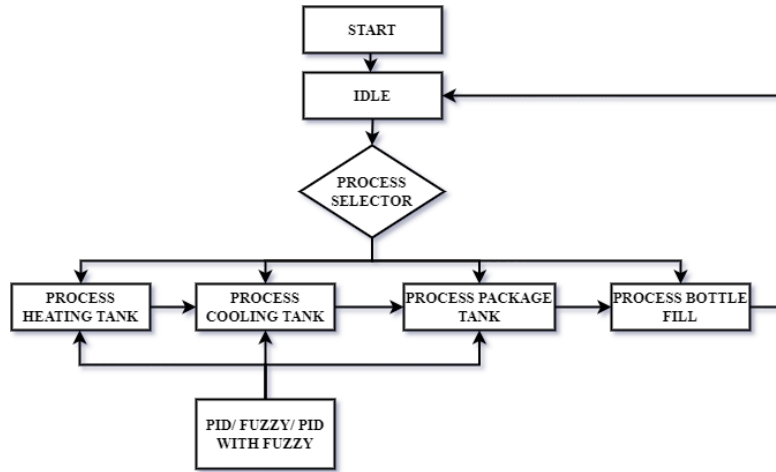 START
IDLE
PROCESS
SELECTOR
PROCESS
HEATING TANK
PROCESS
COOLING TANK
PROCESS PACKAGE
TANK
PROCESS BOTTLE
FILL
PID/ FUZZY/ PID
WITH FUZZY